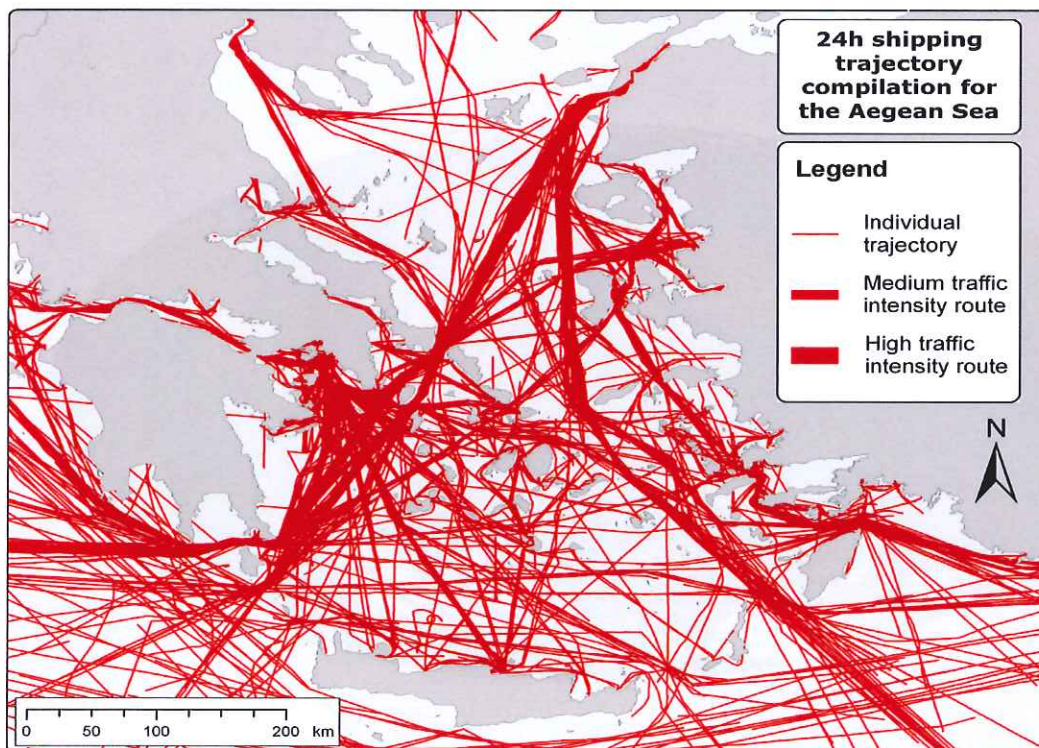 24h shipping
trajectory
compilation for
the Aegean Sea
Legend
Individual
trajectory
Medium traffic
intensity route
High traffic
intensity route
N
0 50 100 200 km